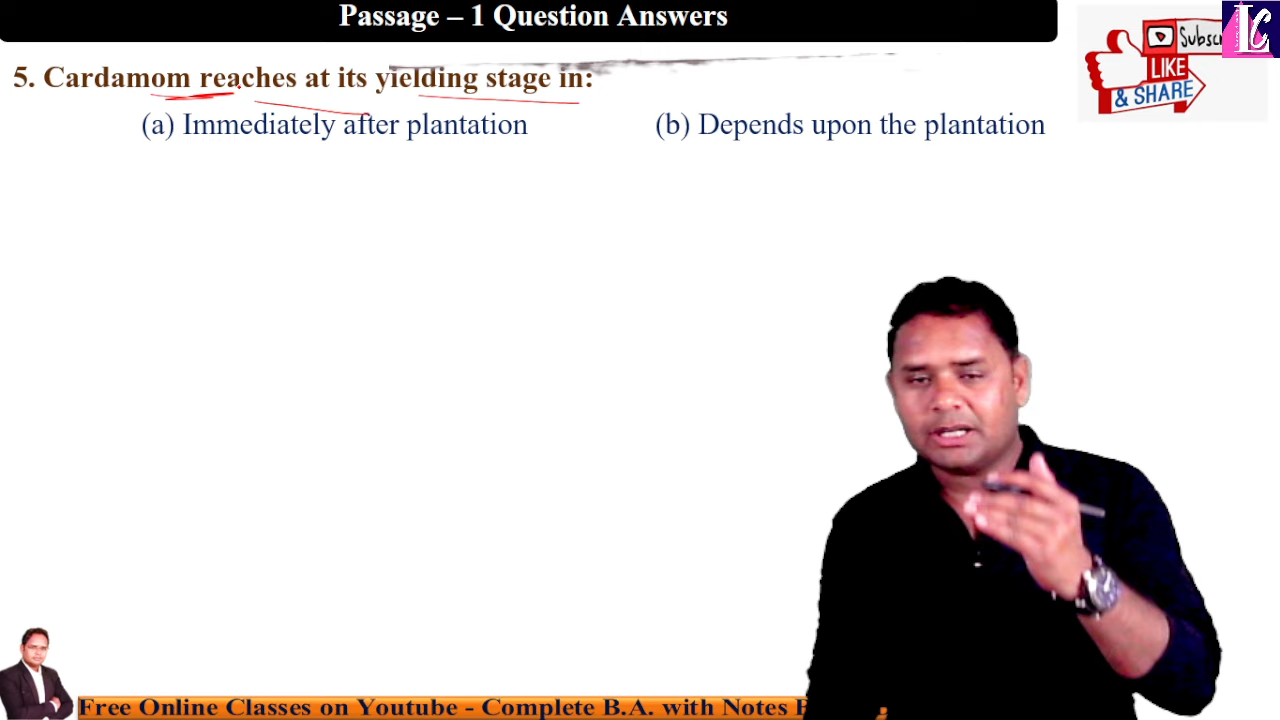 Passage – 1 Question Answers
5. Cardamom reaches at its yielding stage in:
(a) Immediately after plantation
(b) Depends upon the plantation
LIKE
& SHARE
LC
Free Online Classes on Youtube - Complete B.A. with Notes